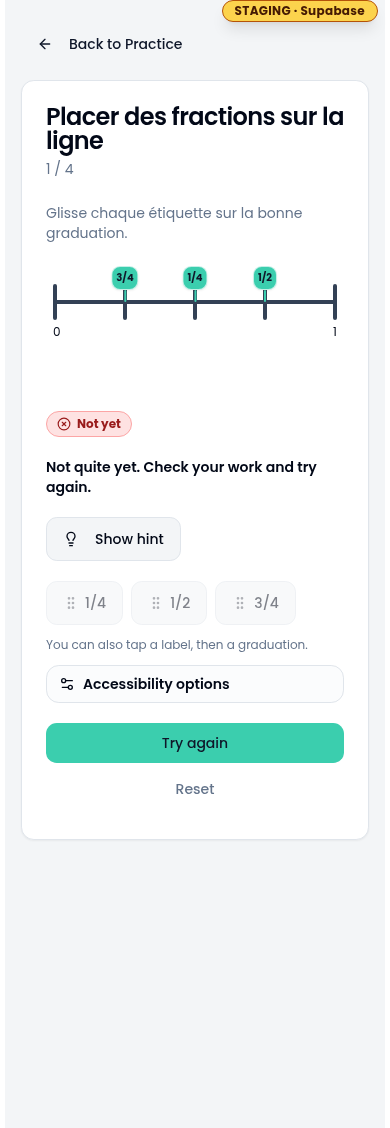 STAGING · Supabase
Back to Practice
Placer des fractions sur la
ligne
1 / 4
Glisse chaque étiquette sur la bonne
graduation.
3/4 1/4 1/2
0 1
Not yet
Not quite yet. Check your work and try
again.
Show hint
1/4 1/2 3/4
You can also tap a label, then a graduation.
Accessibility options
Try again
Reset